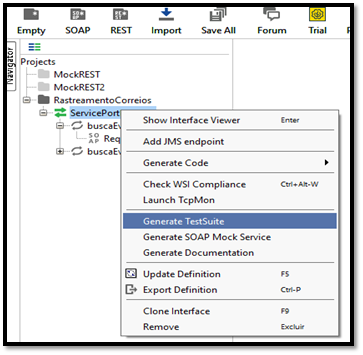 Empty SOAP REST Import Save All Forum Trial
Navigator
Projects
MockREST
MockREST2
RastreamentoCorreios
ServicePort
buscaEv
Req
buscaE
Show Interface Viewer Enter
Add JMS endpoint
Generate Code
Check WSI Compliance Ctrl+Alt-W
Launch TcpMon
Generate TestSuite
Generate SOAP Mock Service
Generate Documentation
Update Definition F5
Export Definition Ctrl-P
Clone Interface F9
Remove Excluir